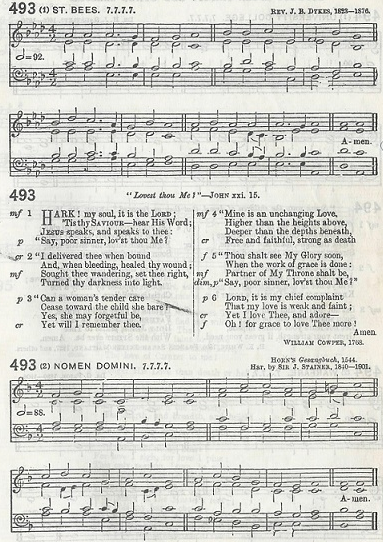 493 (1) ST. BEES. 7.7.7.7. REV. J. B. DYKES, 1823—1876.
=92.
A- men.
493 "Lovest thou Me?"—JOHN xxi. 15.
mf 1 HARK! my soul, it is the LORD;
'Tis thy SAVIOUR—hear His Word;
JESUS speaks, and speaks to thee:
p "Say, poor sinner, lov'st thou Me?
cr 2 "I delivered thee when bound
And, when bleeding, healed thy wound;
mf Sought thee wandering, set thee right,
Turned thy darkness into light.
p 3 "Can a woman's tender care
Cease toward the child she bare?
Yes, she may forgetful be,
cr Yet will I remember thee.
mf 4 "Mine is an unchanging Love,
Higher than the heights above,
Deeper than the depths beneath,
cr Free and faithful, strong as death
f 5 "Thou shalt see My Glory soon,
When the work of grace is done;
mf Partner of My Throne shalt be,
dim, p "Say, poor sinner, lov'st thou Me?"
p 6 LORD, it is my chief complaint
That my love is weak and faint;
cr Yet I love Thee, and adore—
f Oh! for grace to love Thee more!
Amen.
WILLIAM COWPER, 1768.
493 (2) NOMEN DOMINI. 7.7.7.7. HORN'S Gesangbuch, 1544.
Har. by SIR J. STAINER, 1840—1901.
=88.
A- men.